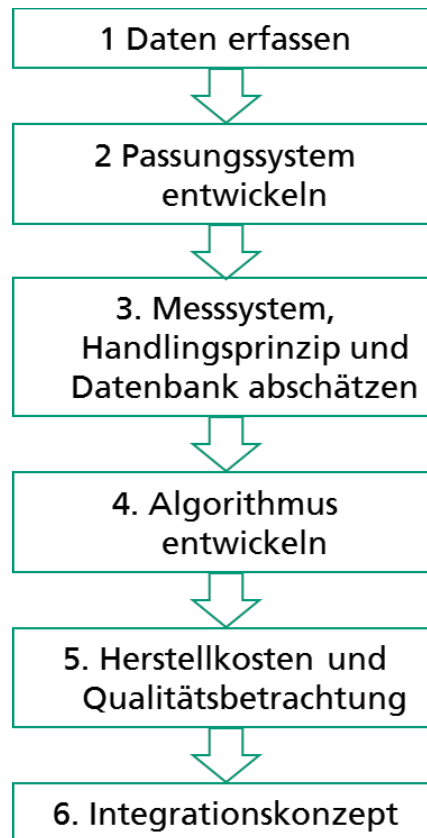 1 Daten erfassen
2 Passungssystem
entwickeln
3. Messsystem,
Handlingsprinzip und
Datenbank abschätzen
4. Algorithmus
entwickeln
5. Herstellkosten und
Qualitätsbetrachtung
6. Integrationskonzept